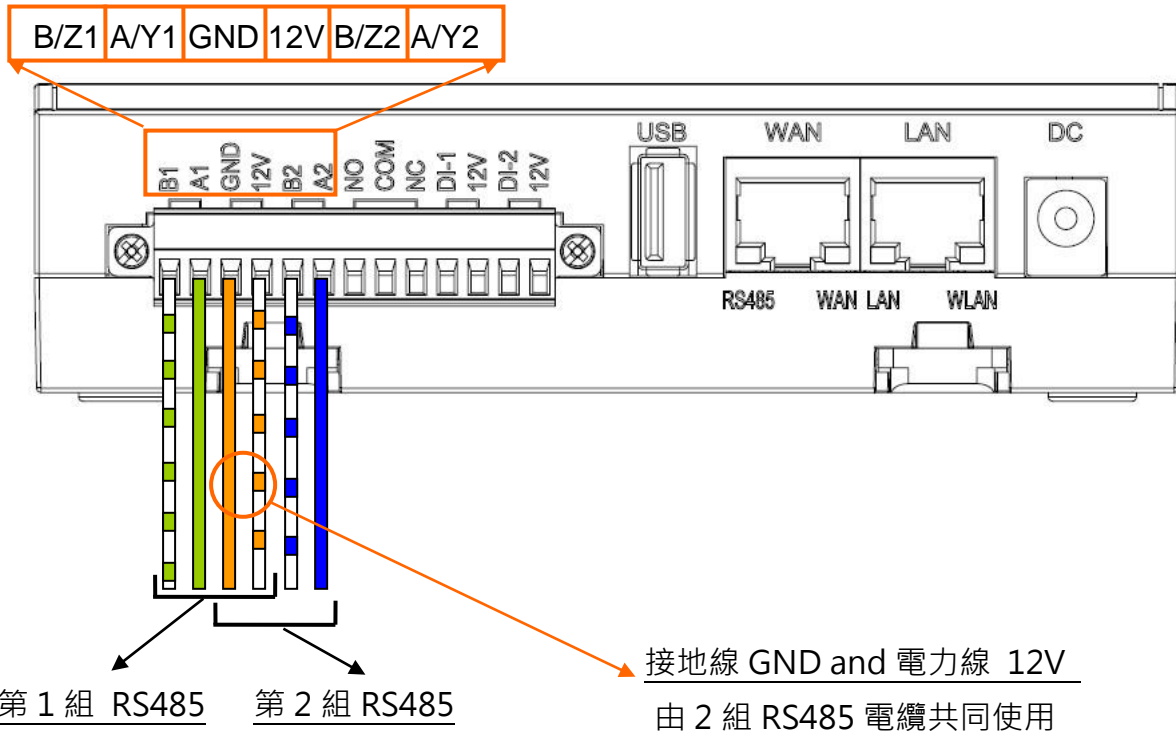 B/Z1 A/Y1 GND 12V B/Z2 A/Y2
B1 A1 GND 12V B2 A2 NO COM NC DI-1 12V DI-2 12V
USB WAN LAN DC
RS485 WAN LAN WLAN
接地線 GND and 電力線 12V
由 2 組 RS485 電纜共同使用
第 1 組 RS485 第 2 組 RS485